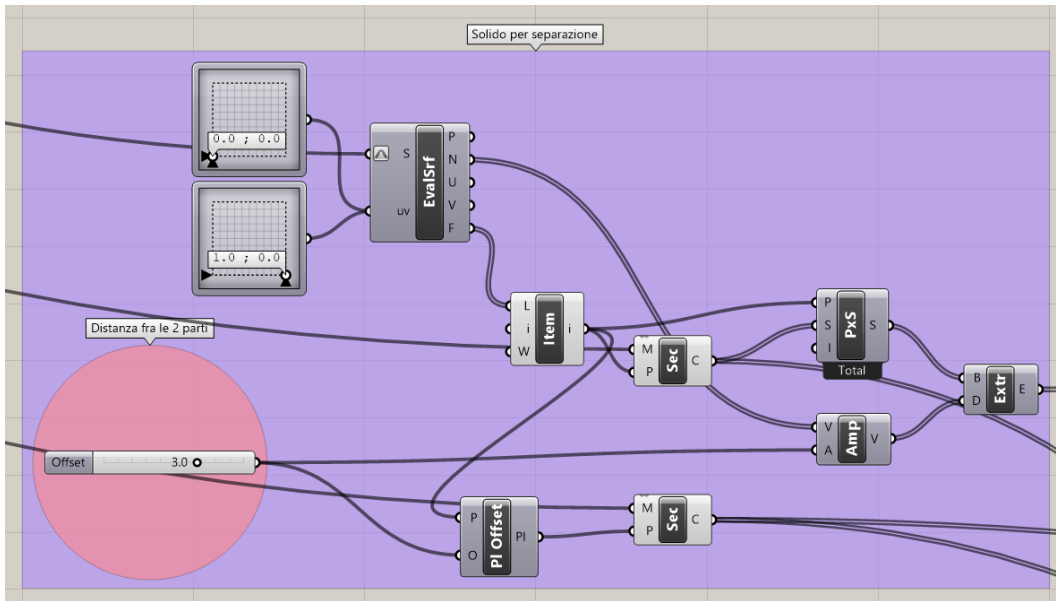 Solido per separazione
0.0 ; 0.0
1.0 ; 0.0
S
uv
EvalSrf
P
N
U
V
F
Distanza fra le 2 parti
L
i
W
Item
i
M
P
Sec
C
P
S
I
PxS
S
Total
B
D
Extr
E
V
A
Amp
V
Offset 3.0
P
O
Pl Offset
Pl
M
P
Sec
C